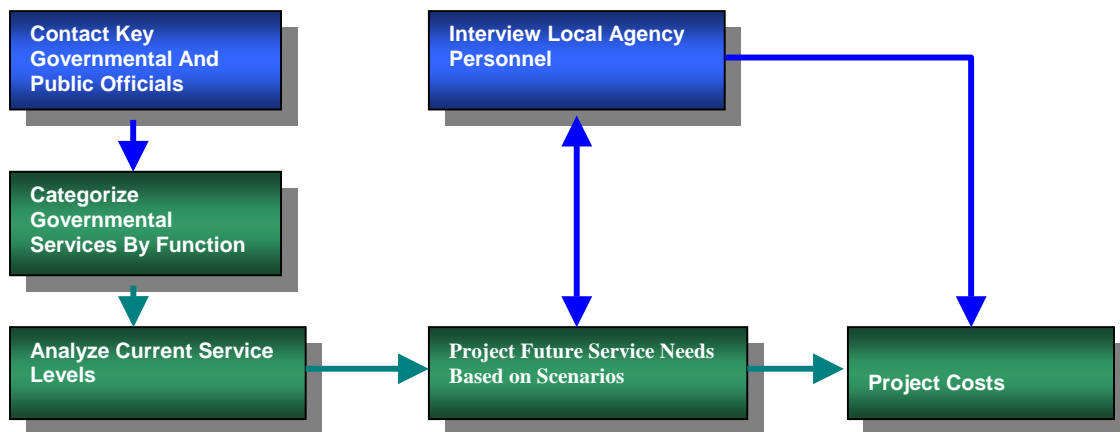 Contact Key
Governmental And
Public Officials
Interview Local Agency
Personnel
Categorize
Governmental
Services By Function
Analyze Current Service
Levels
Project Future Service Needs
Based on Scenarios
Project Costs